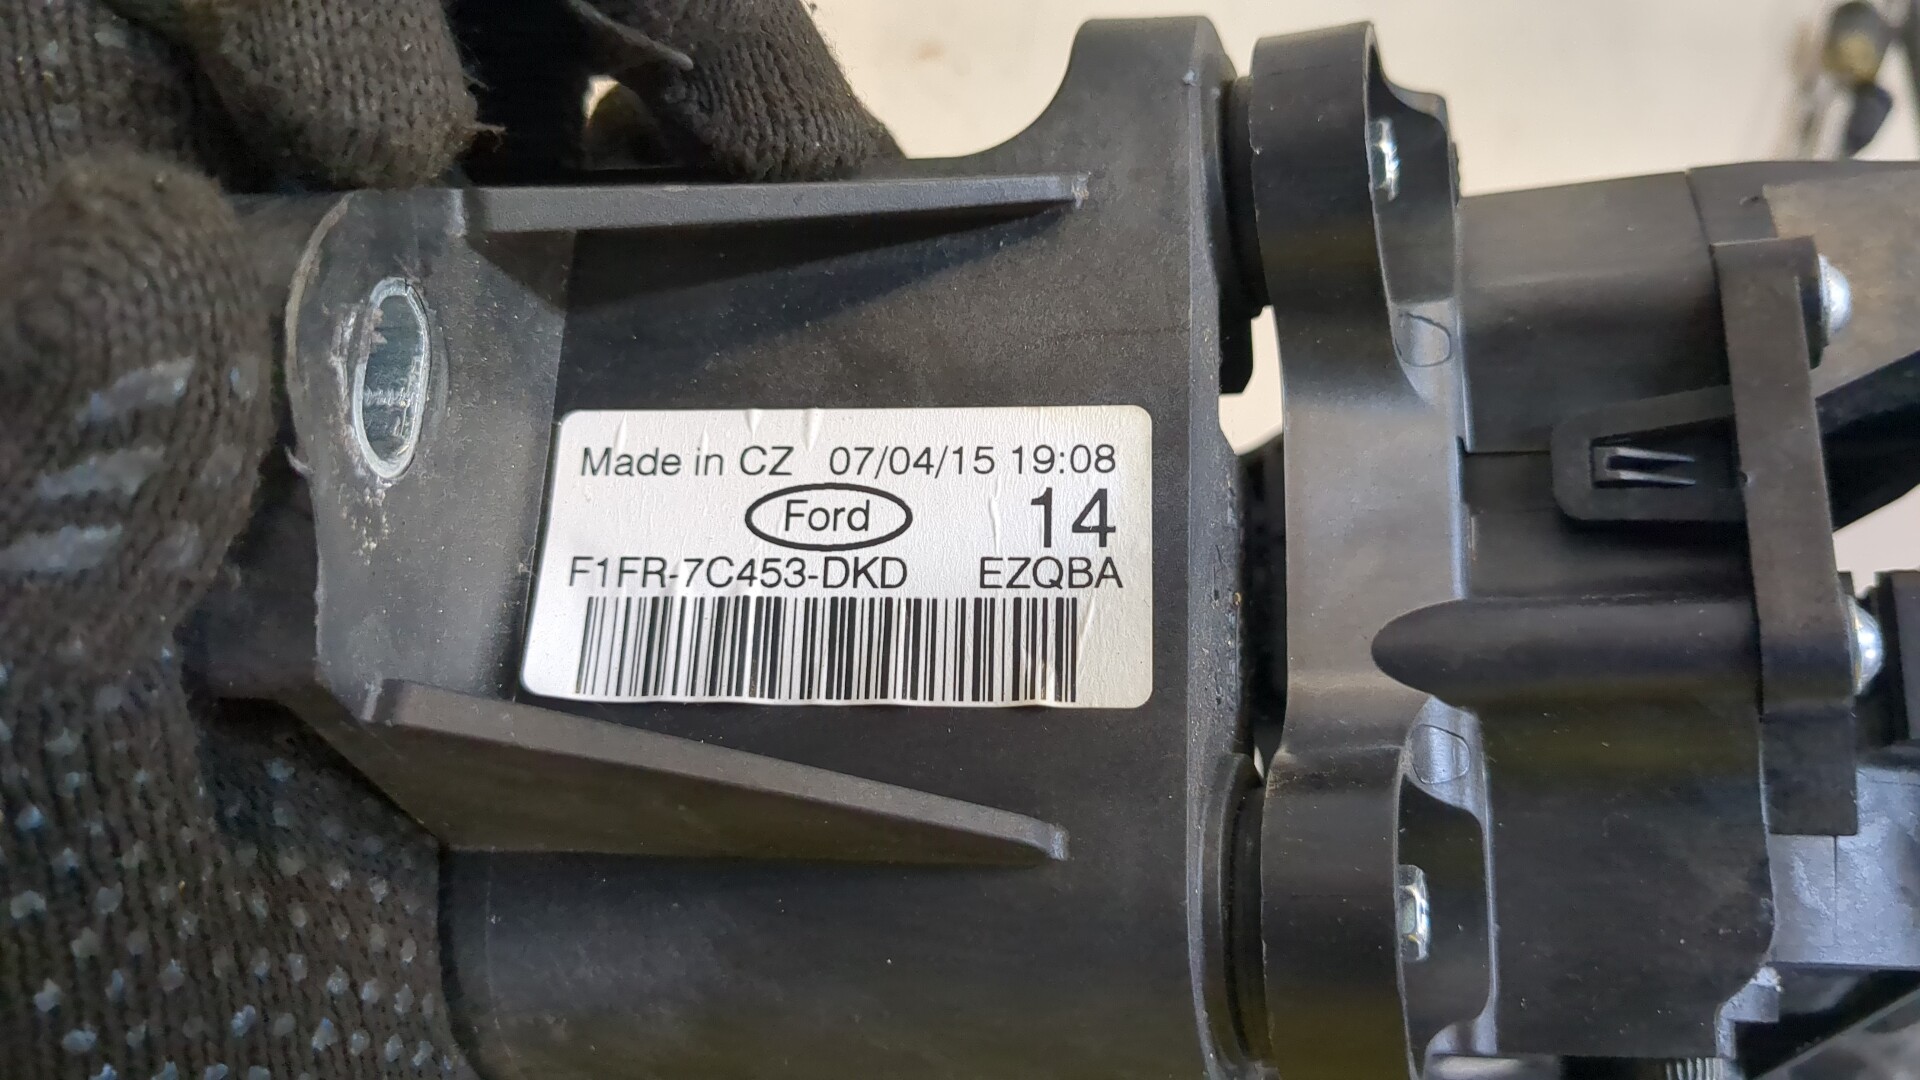 Made in CZ 07/04/15 19:08
Ford 14
F1FR-7C453-DKD EZQBA